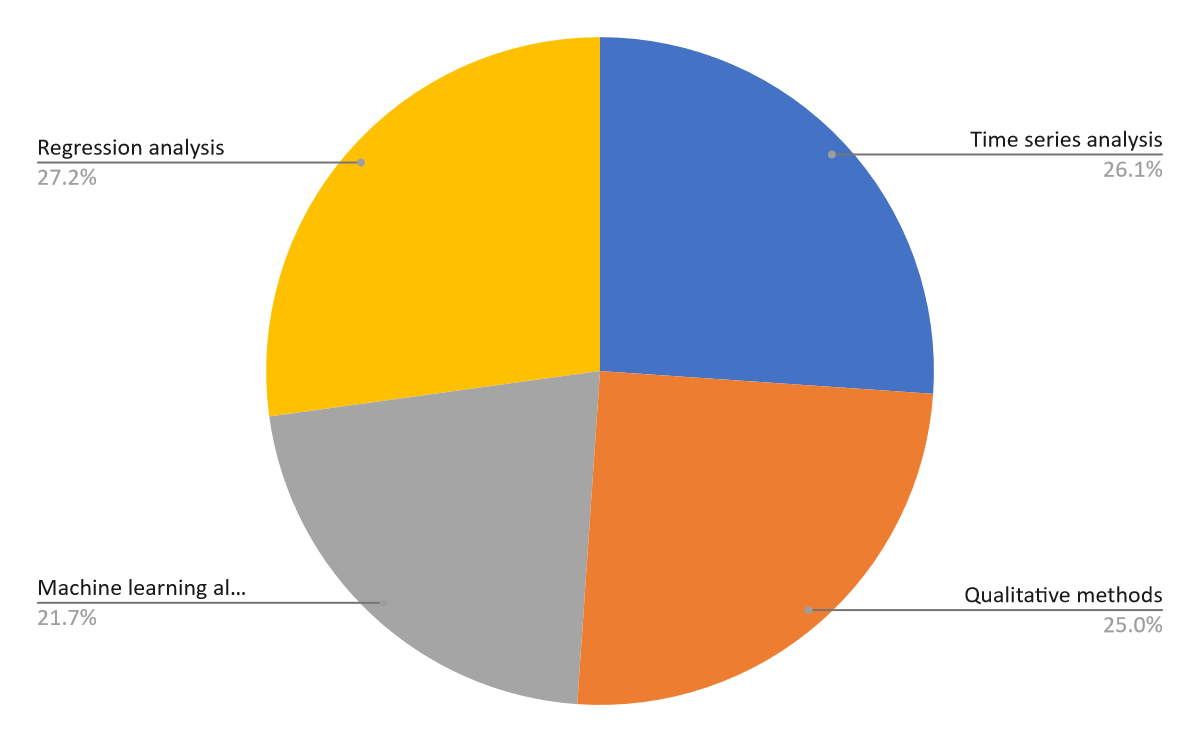 Time series analysis
26.1%
Regression analysis
27.2%
Machine learning al...
21.7%
Qualitative methods
25.0%